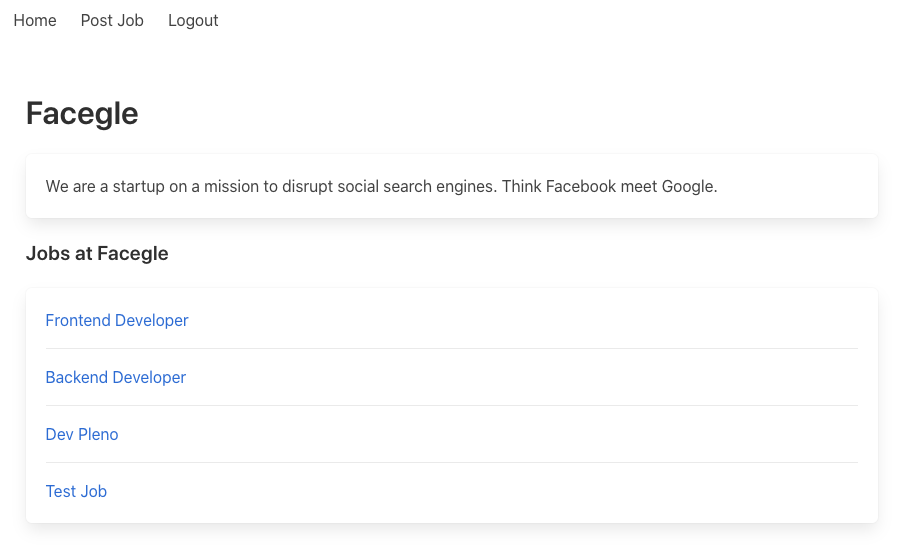 Home Post Job Logout
Facegle
We are a startup on a mission to disrupt social search engines. Think Facebook meet Google.
Jobs at Facegle
Frontend Developer
Backend Developer
Dev Pleno
Test Job